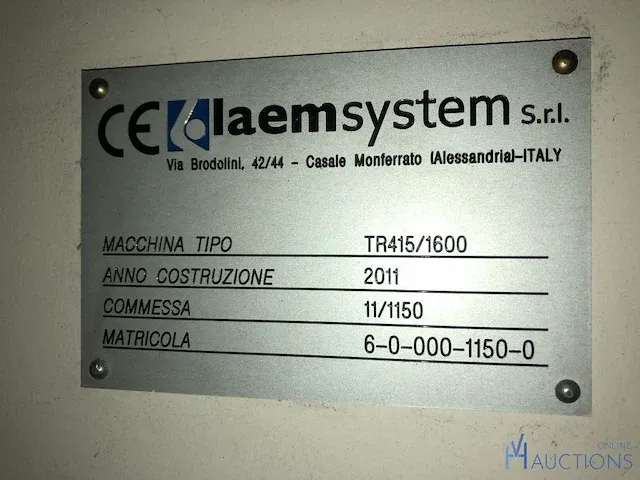 CE laemsystem s.r.l.
Via Brodolini, 42/44 - Casale Monferrato (Alessandria)-ITALY
MACCHINA TIPO TR415/1600
ANNO COSTRUZIONE 2011
COMMESSA 11/1150
MATRICOLA 6-0-000-1150-0
ONLINE
HVAUCTIONS